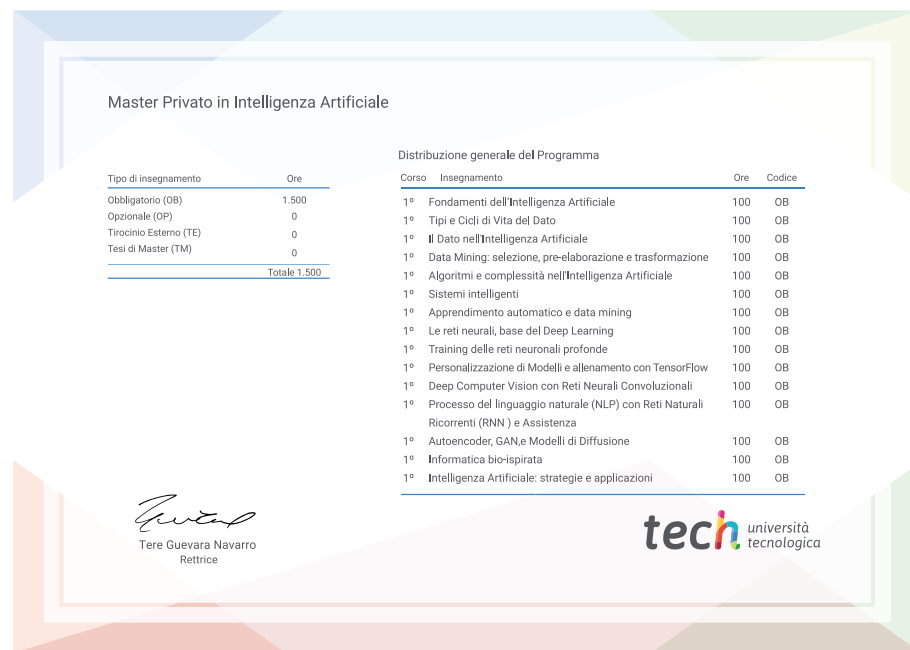 Master Privato in Intelligenza Artificiale
Tipo di insegnamento Ore
Obbligatorio (OB) 1.500
Opzionale (OP) 0
Tirocinio Esterno (TE) 0
Tesi di Master (TM) 0
Totale 1.500
Distribuzione generale del Programma
Corso Insegnamento Ore Codice
1º Fondamenti dell'Intelligenza Artificiale 100 OB
1º Tipi e Cicli di Vita del Dato 100 OB
1º Il Dato nell'Intelligenza Artificiale 100 OB
1º Data Mining: selezione, pre-elaborazione e trasformazione 100 OB
1º Algoritmi e complessità nell'Intelligenza Artificiale 100 OB
1º Sistemi intelligenti 100 OB
1º Apprendimento automatico e data mining 100 OB
1º Le reti neurali, base del Deep Learning 100 OB
1º Training delle reti neuronali profonde 100 OB
1º Personalizzazione di Modelli e allenamento con TensorFlow 100 OB
1º Deep Computer Vision con Reti Neurali Convoluzionali 100 OB
1º Processo del linguaggio naturale (NLP) con Reti Naturali 100 OB
Ricorrenti (RNN ) e Assistenza
1º Autoencoder, GAN,e Modelli di Diffusione 100 OB
1º Informatica bio-ispirata 100 OB
1º Intelligenza Artificiale: strategie e applicazioni 100 OB
Tere Guevara Navarro
Rettrice
tech università
tecnologica